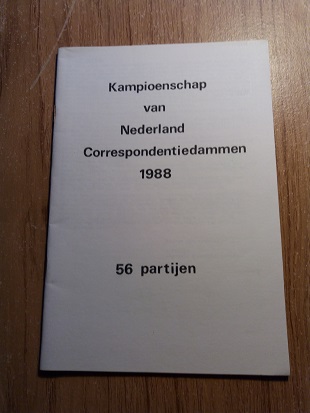 Kampioenschap
van
Nederland
Correspondentiedammen
1988
56 partijen